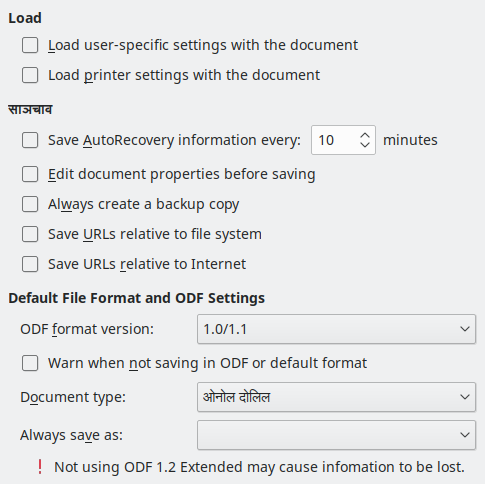 Load
Load user-specific settings with the document
Load printer settings with the document
साञचाव
Save AutoRecovery information every: 10 minutes
Edit document properties before saving
Always create a backup copy
Save URLs relative to file system
Save URLs relative to Internet
Default File Format and ODF Settings
ODF format version: 1.0/1.1
Warn when not saving in ODF or default format
Document type: ओनोल दोलिल
Always save as:
! Not using ODF 1.2 Extended may cause infomation to be lost.